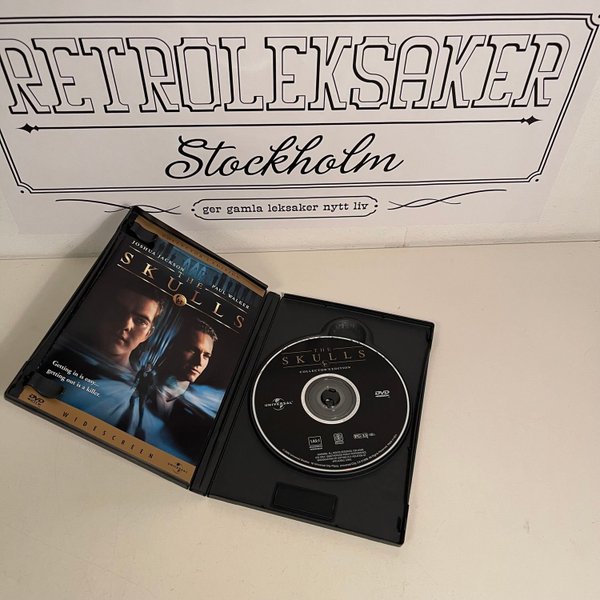 RETROLEKSAKER
Stockholm
ger gamla leksaker nytt liv
JOSHUA JACKSON
PAUL WALKER
THE
SKULLS
Getting in is easy...
getting out is a killer.
DVD
WIDESCREEN
UNIVERSAL
THE
SKULLS
COLLECTOR'S EDITION
UNIVERSAL
DVD